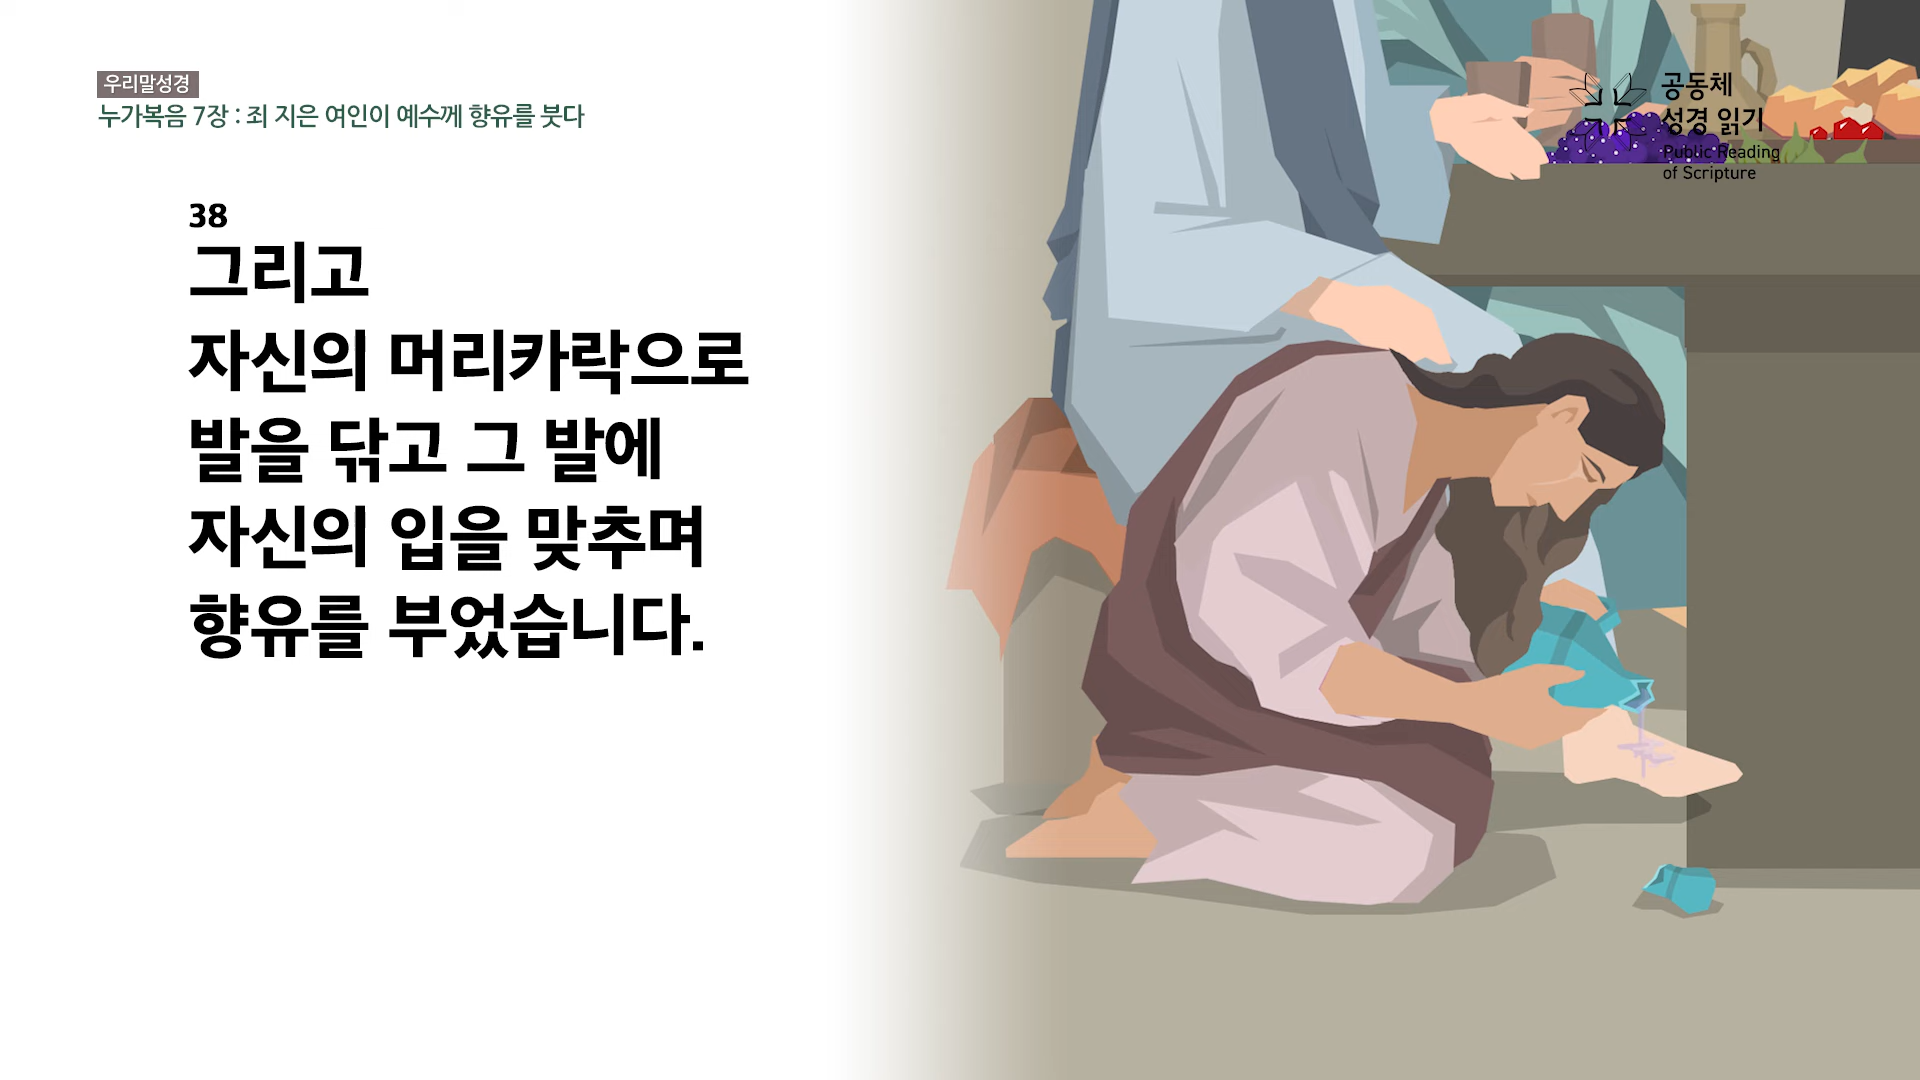 우리말성경
누가복음 7장 : 죄 지은 여인이 예수께 향유를 붓다
공동체
성경 읽기
Public Reading
of Scripture
38
그리고
자신의 머리카락으로
발을 닦고 그 발에
자신의 입을 맞추며
향유를 부었습니다.